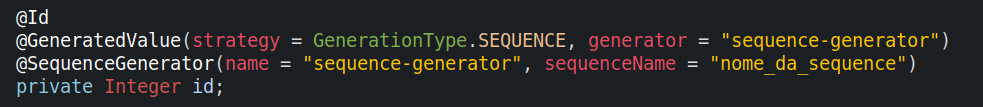 @Id
@GeneratedValue(strategy = GenerationType.SEQUENCE, generator = "sequence-generator")
@SequenceGenerator(name = "sequence-generator", sequenceName = "nome_da_sequence")
private Integer id;